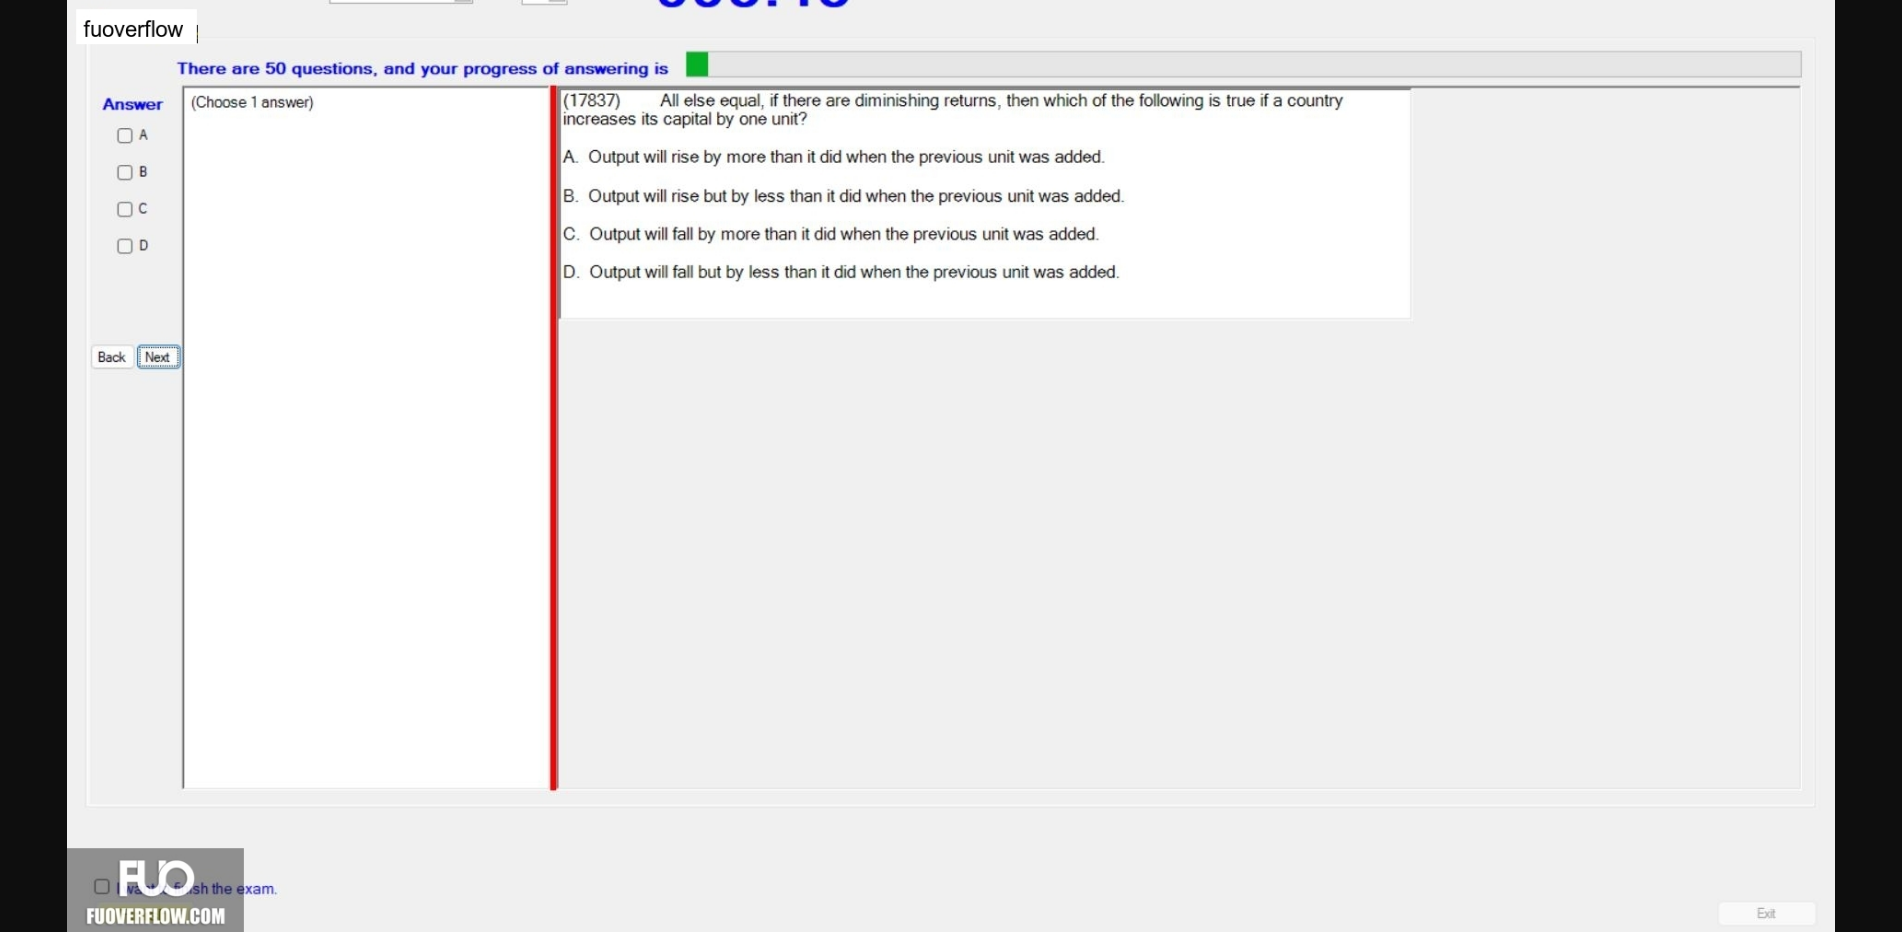 fuoverflow
There are 50 questions, and your progress of answering is
Answer
(Choose 1 answer)
A
B
C
D
Back Next
(17837) All else equal, if there are diminishing returns, then which of the following is true if a country
increases its capital by one unit?
A. Output will rise by more than it did when the previous unit was added.
B. Output will rise but by less than it did when the previous unit was added.
C. Output will fall by more than it did when the previous unit was added.
D. Output will fall but by less than it did when the previous unit was added.
FUO
FUOVERFLOW.COM
the exam.
Exit